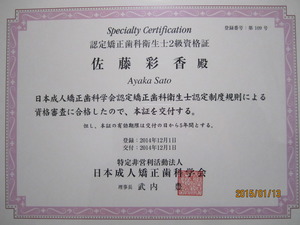 Specialty Certification
登録番号：第 109 号
認定矯正歯科衛生士2級資格証
佐藤彩香 殿
Ayaka Sato
日本成人矯正歯科学会認定矯正歯科衛生士認定制度規則による
資格審査に合格したので、本証を交付する。
但し、本証の有効期限は交付の日から5年間とする。
登録：2014年12月1日
交付：2014年12月1日
特定非営利活動法人
日本成人矯正歯科学会
理事長 武内 豊
2015/01/13